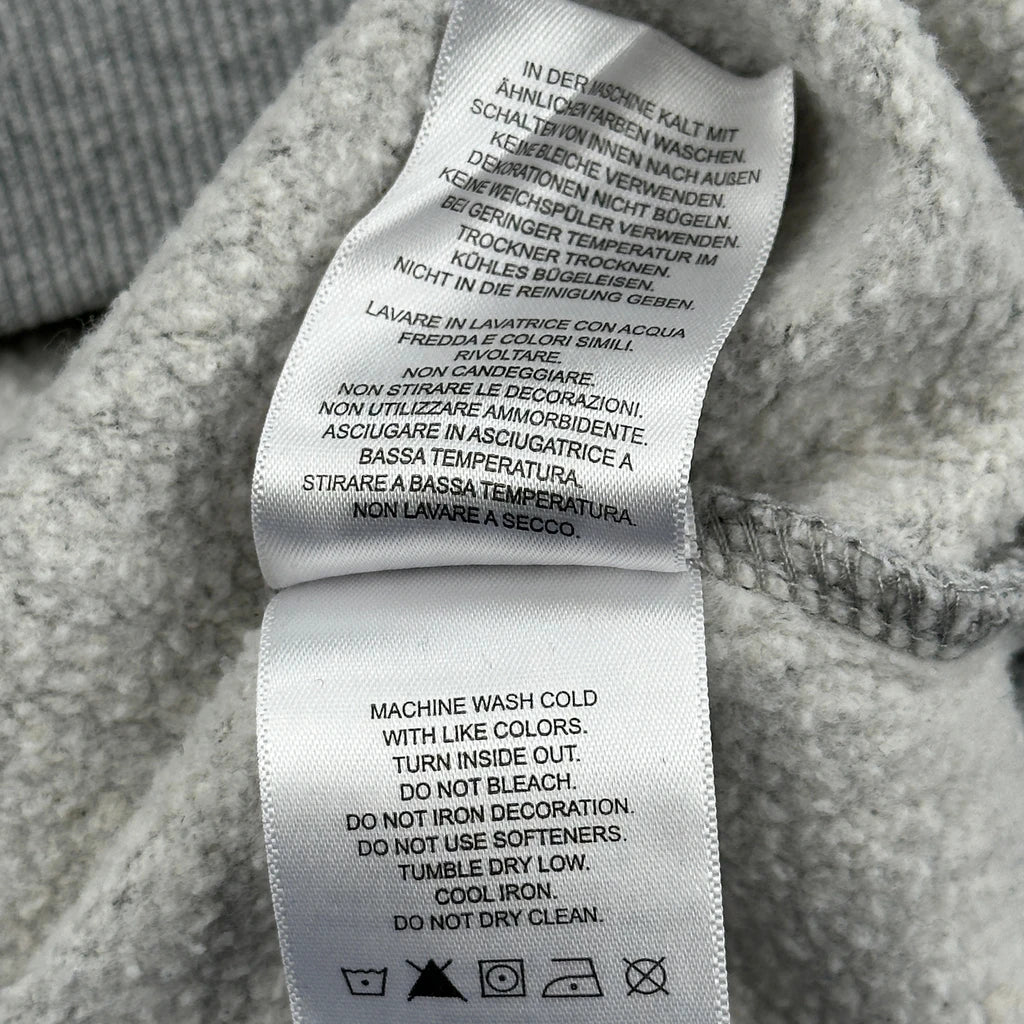 IN DER MASCHINE KALT MIT
ÄHNLICHEN FARBEN WASCHEN.
SCHALTEN VON INNEN NACH AUßEN
KEINE BLEICHE VERWENDEN.
DEKORATIONEN NICHT BÜGELN.
KEINE WEICHSPÜLER VERWENDEN.
BEI GERINGER TEMPERATUR IM
TROCKNER TROCKNEN.
KÜHLES BÜGELEISEN.
NICHT IN DIE REINIGUNG GEBEN.
LAVARE IN LAVATRICE CON ACQUA
FREDDA E COLORI SIMILI.
RIVOLTARE.
NON CANDEGGIARE.
NON STIRARE LE DECORAZIONI.
NON UTILIZZARE AMMORBIDENTE.
ASCIUGARE IN ASCIUGATRICE A
BASSA TEMPERATURA.
STIRARE A BASSA TEMPERATURA.
NON LAVARE A SECCO.
MACHINE WASH COLD
WITH LIKE COLORS.
TURN INSIDE OUT.
DO NOT BLEACH.
DO NOT IRON DECORATION.
DO NOT USE SOFTENERS.
TUMBLE DRY LOW.
COOL IRON.
DO NOT DRY CLEAN.